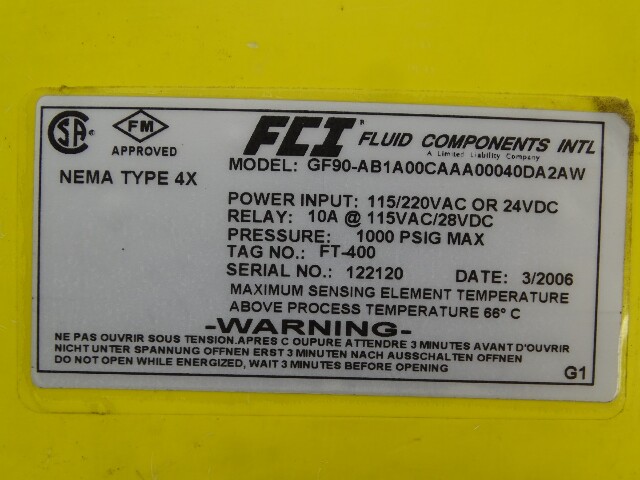 SA
FM
APPROVED
NEMA TYPE 4X
FCI FLUID COMPONENTS INTL
A Limited Liability Company
MODEL: GF90-AB1A00CAAA00040DA2AW
POWER INPUT: 115/220VAC OR 24VDC
RELAY: 10A @ 115VAC/28VDC
PRESSURE: 1000 PSIG MAX
TAG NO.: FT-400
SERIAL NO.: 122120 DATE: 3/2006
MAXIMUM SENSING ELEMENT TEMPERATURE
ABOVE PROCESS TEMPERATURE 66° C
-WARNING-
NE PAS OUVRIR SOUS TENSION.APRES C OUPURE ATTENDRE 3 MINUTES AVANT D'OUVRIR
NICHT UNTER SPANNUNG OFFNEN ERST 3 MINUTEN NACH AUSSCHALTEN OFFNEN
DO NOT OPEN WHILE ENERGIZED, WAIT 3 MINUTES BEFORE OPENING
G1